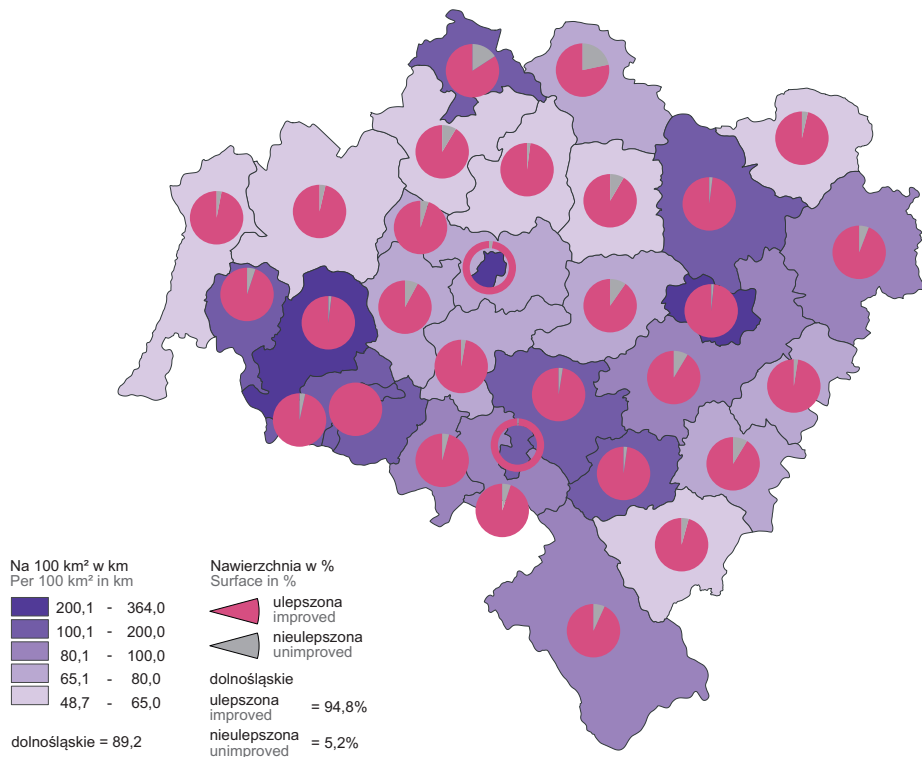 Na 100 km² w km
Per 100 km² in km
200,1 - 364,0
100,1 - 200,0
80,1 - 100,0
65,1 - 80,0
48,7 - 65,0
dolnośląskie = 89,2
Nawierzchnia w %
Surface in %
ulepszona
improved
nieulepszona
unimproved
dolnośląskie
ulepszona
improved = 94,8%
nieulepszona
unimproved = 5,2%